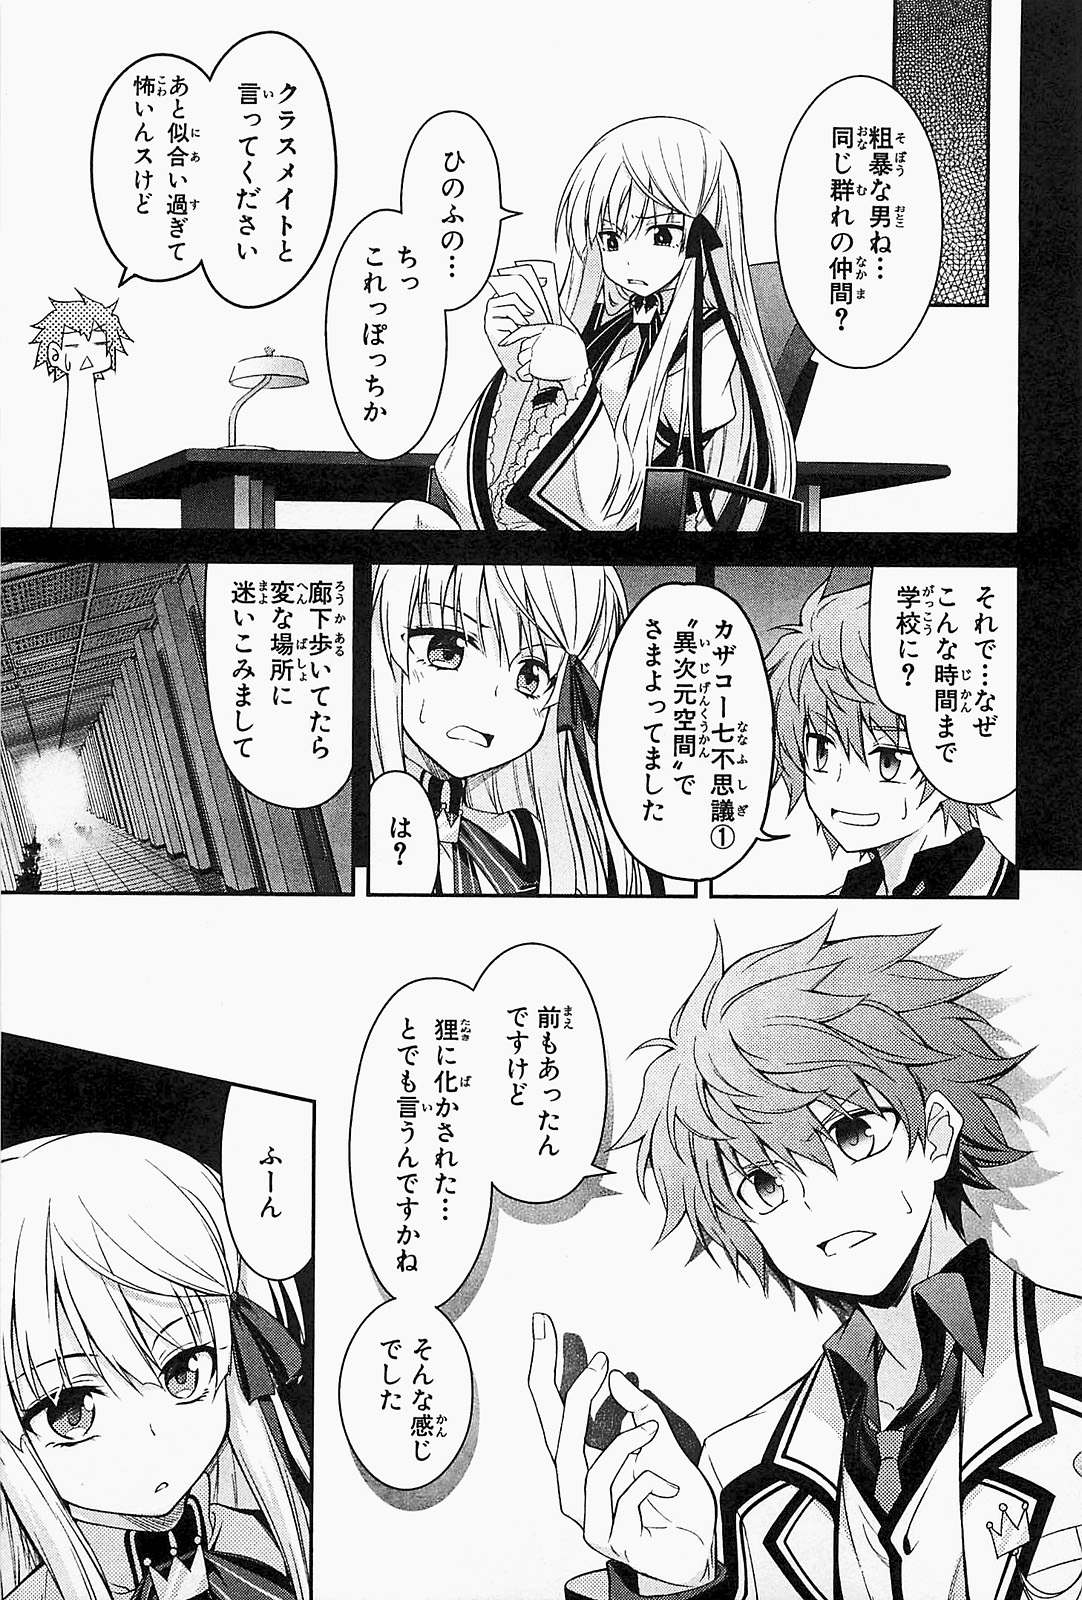 粗暴な男ね…
同じ群れの仲間?
ひのふの…
ちっ
これっぽっちか
クラスメイトと
言ってください
あと似合い過ぎて
怖いんスけど
それで…なぜ
こんな時間まで
学校に?
カザコー七不思議①
〝異次元空間〟で
さまよってました
は?
廊下歩いてたら
変な場所に
迷いこみまして
前もあったん
ですけど
狸に化かされた…
とでも言うんですかね
そんな感じ
でした
ふーん